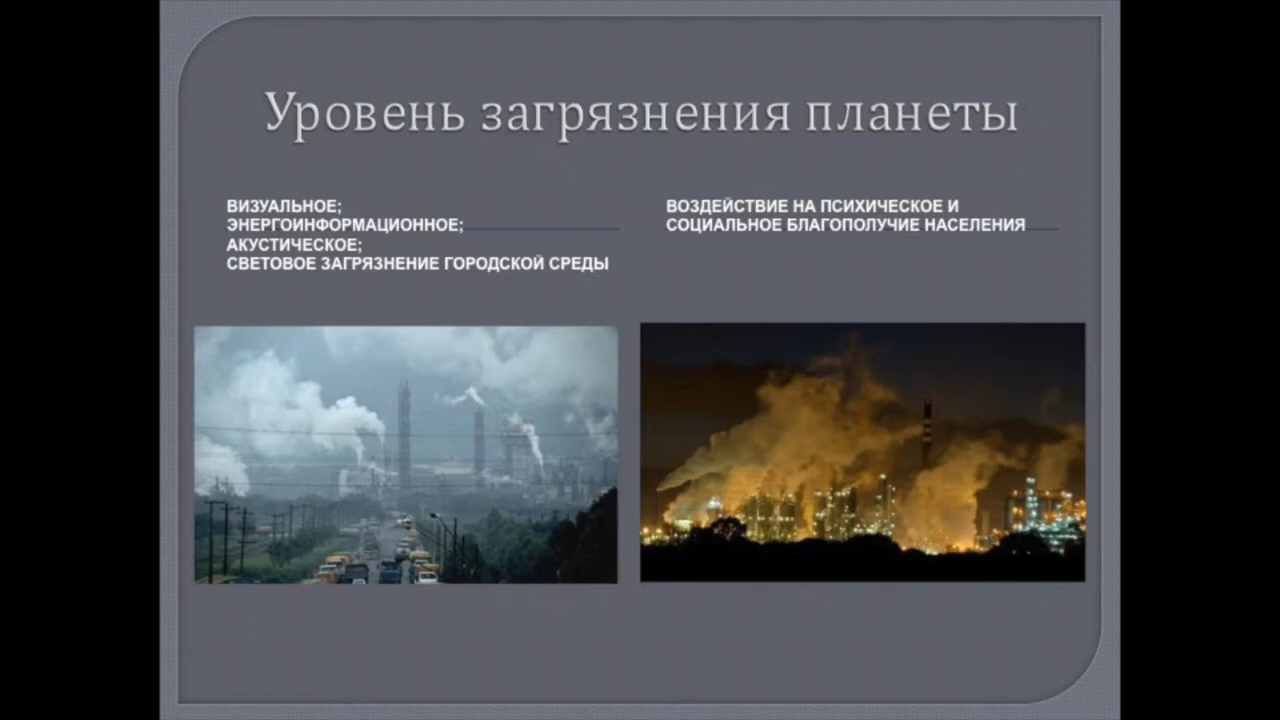 Уровень загрязнения планеты
ВИЗУАЛЬНОЕ;
ЭНЕРГОИНФОРМАЦИОННОЕ;
АКУСТИЧЕСКОЕ;
СВЕТОВОЕ ЗАГРЯЗНЕНИЕ ГОРОДСКОЙ СРЕДЫ
ВОЗДЕЙСТВИЕ НА ПСИХИЧЕСКОЕ И
СОЦИАЛЬНОЕ БЛАГОПОЛУЧИЕ НАСЕЛЕНИЯ